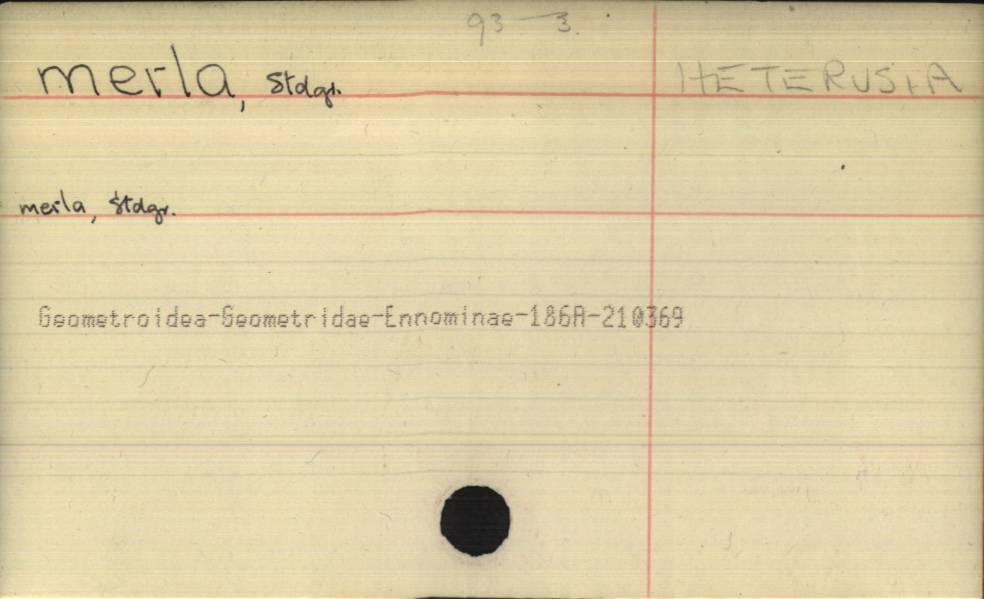 93 — 3.
merla, Stdgr. HETERUSIA
merla, Stdgr.
Geometroidea-Geometridae-Ennominae-186A-210369